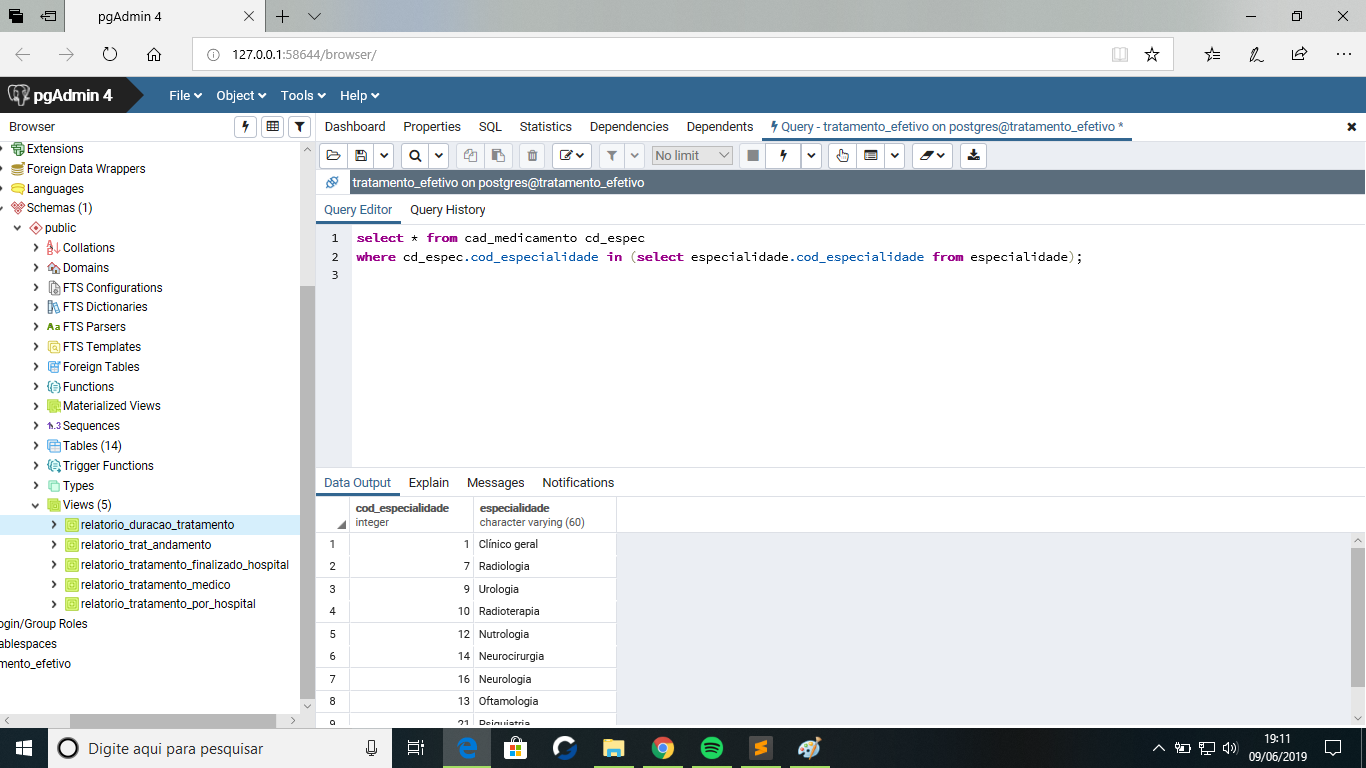 pgAdmin 4
127.0.0.1:58644/browser/
pgAdmin 4 File Object Tools Help
Browser
Dashboard Properties SQL Statistics Dependencies Dependents Query - tratamento_efetivo on postgres@tratamento_efetivo *
No limit
tratamento_efetivo on postgres@tratamento_efetivo
Query Editor Query History
1 select * from cad_medicamento cd_espec
2 where cd_espec.cod_especialidade in (select especialidade.cod_especialidade from especialidade);
3
Extensions
Foreign Data Wrappers
Languages
Schemas (1)
public
Collations
Domains
FTS Configurations
FTS Dictionaries
Aa FTS Parsers
FTS Templates
Foreign Tables
Functions
Materialized Views
1..3 Sequences
Tables (14)
Trigger Functions
Types
Views (5)
relatorio_duracao_tratamento
relatorio_trat_andamento
relatorio_tratamento_finalizado_hospital
relatorio_tratamento_medico
relatorio_tratamento_por_hospital
ogin/Group Roles
ablespaces
mento_efetivo
Data Output Explain Messages Notifications
cod_especialidade especialidade
integer character varying (60)
1 1 Clínico geral
2 7 Radiologia
3 9 Urologia
4 10 Radioterapia
5 12 Nutrologia
6 14 Neurocirurgia
7 16 Neurologia
8 13 Oftamologia
9 21 Psiquiatria
Digite aqui para pesquisar
19:11
09/06/2019